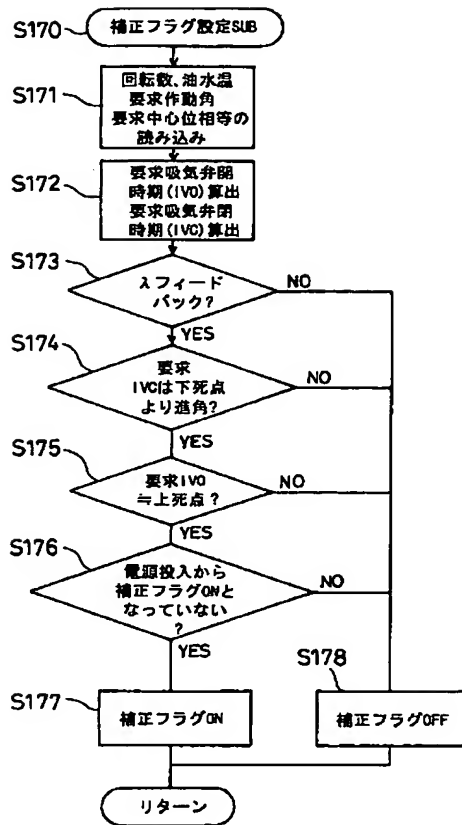 S170
補正フラグ設定SUB
S171
回転数、油水温
要求作動角
要求中心位相等の
読み込み
S172
要求吸気弁開
時期(IVO)算出
要求吸気弁閉
時期(IVC)算出
S173
λフィード
バック?
NO
YES
S174
要求
IVCは下死点
より進角?
NO
YES
S175
要求IVO
≒上死点?
NO
YES
S176
電源投入から
補正フラグONと
なっていない
?
NO
YES
S177
補正フラグON
S178
補正フラグOFF
リターン